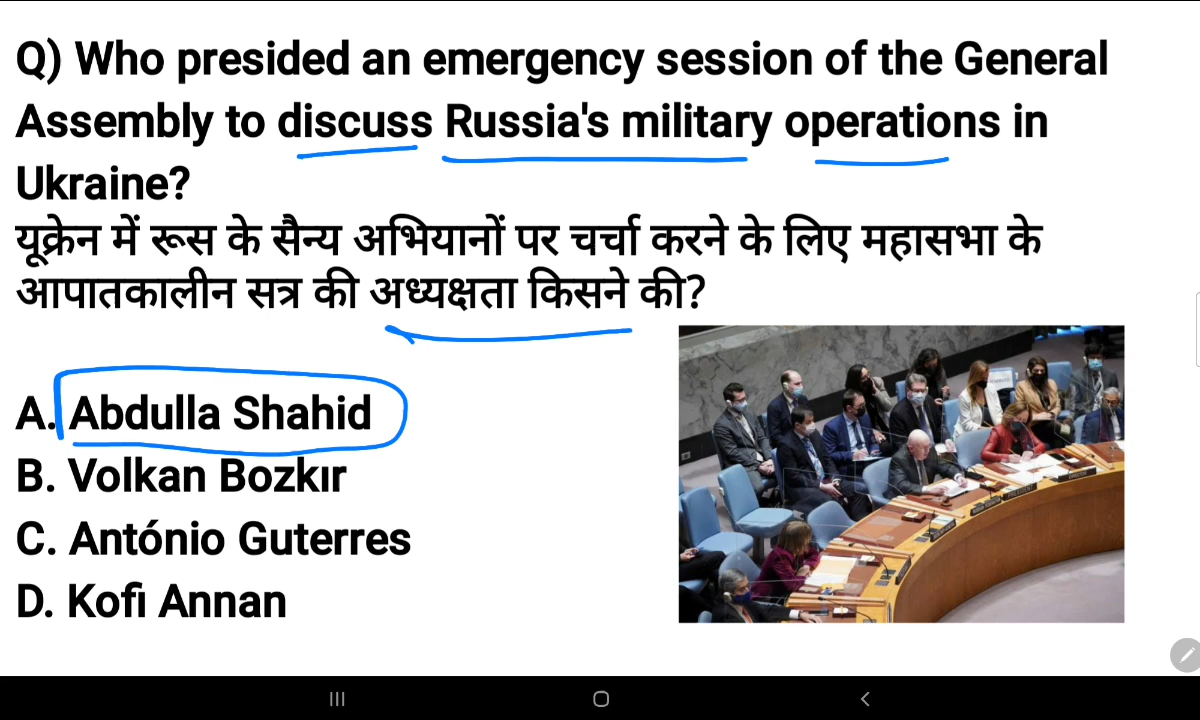 Q) Who presided an emergency session of the General
Assembly to discuss Russia's military operations in
Ukraine?
यूक्रेन में रूस के सैन्य अभियानों पर चर्चा करने के लिए महासभा के
आपातकालीन सत्र की अध्यक्षता किसने की?
A. Abdulla Shahid
B. Volkan Bozkır
C. António Guterres
D. Kofi Annan